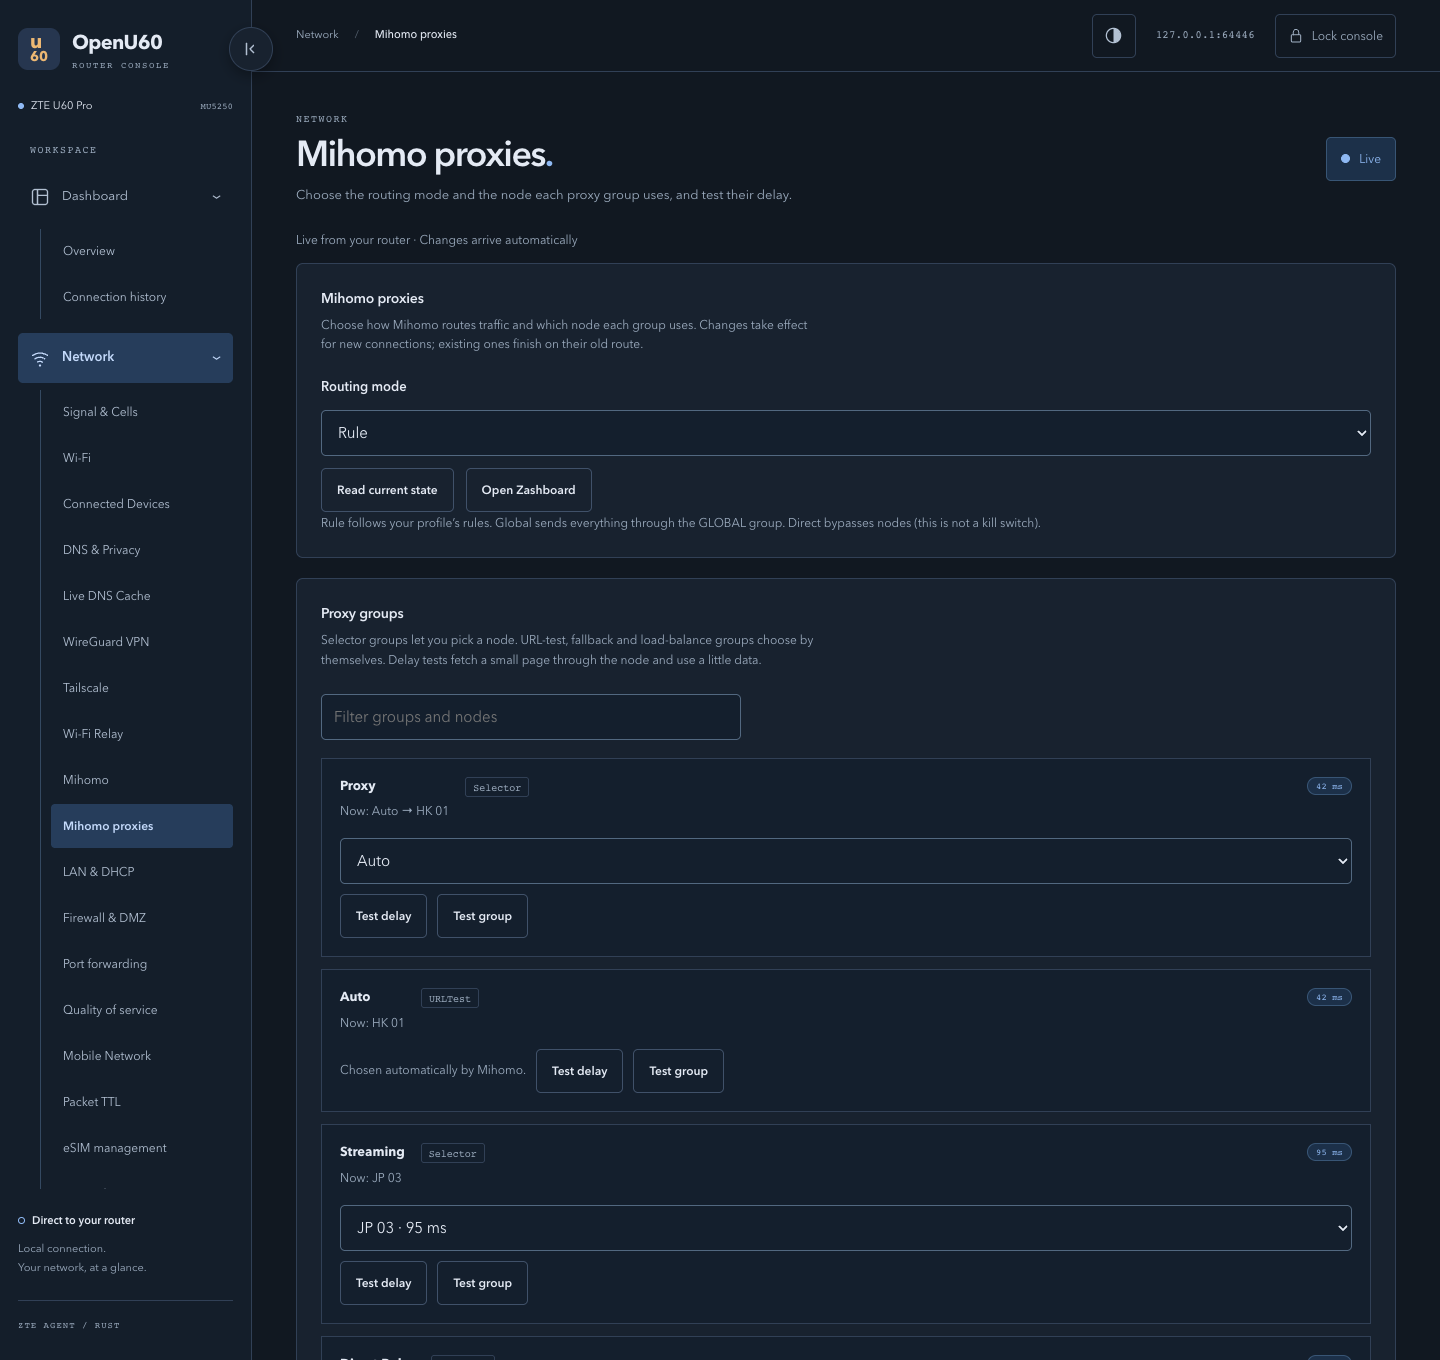 u
60
OpenU60
ROUTER CONSOLE
ZTE U60 Pro
MU5250
WORKSPACE
Dashboard
Overview
Connection history
Network
Signal & Cells
Wi-Fi
Connected Devices
DNS & Privacy
Live DNS Cache
WireGuard VPN
Tailscale
Wi-Fi Relay
Mihomo
Mihomo proxies
LAN & DHCP
Firewall & DMZ
Port forwarding
Quality of service
Mobile Network
Packet TTL
eSIM management
Direct to your router
Local connection.
Your network, at a glance.
ZTE AGENT / RUST
Network / Mihomo proxies
127.0.0.1:64446
Lock console
NETWORK
Mihomo proxies.
Live
Choose the routing mode and the node each proxy group uses, and test their delay.
Live from your router · Changes arrive automatically
Mihomo proxies
Choose how Mihomo routes traffic and which node each group uses. Changes take effect
for new connections; existing ones finish on their old route.
Routing mode
Rule
Read current state
Open Zashboard
Rule follows your profile’s rules. Global sends everything through the GLOBAL group. Direct bypasses nodes (this is not a kill switch).
Proxy groups
Selector groups let you pick a node. URL-test, fallback and load-balance groups choose by
themselves. Delay tests fetch a small page through the node and use a little data.
Filter groups and nodes
Proxy
Selector
42 ms
Now: Auto → HK 01
Auto
Test delay
Test group
Auto
URLTest
42 ms
Now: HK 01
Chosen automatically by Mihomo.
Test delay
Test group
Streaming
Selector
95 ms
Now: JP 03
JP 03 · 95 ms
Test delay
Test group